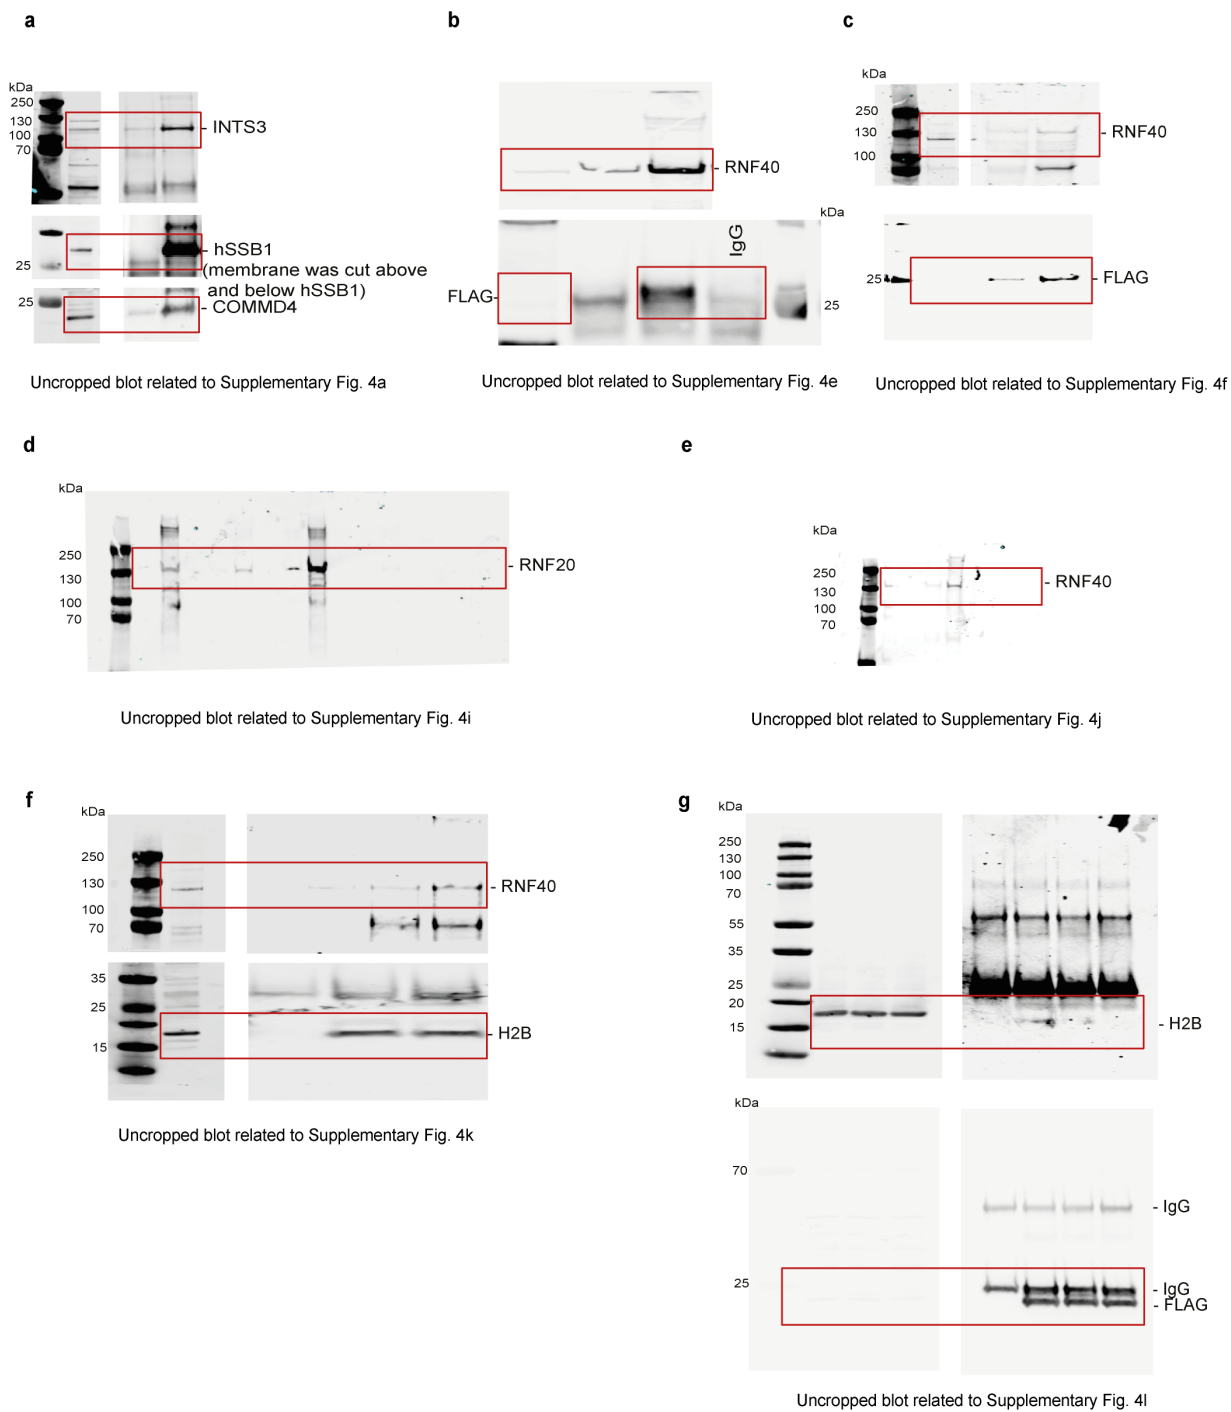 a
kDa
250
130
100
70
- INTS3
25
- hSSB1
(membrane was cut above
and below hSSB1)
25
- COMMD4
Uncropped blot related to Supplementary Fig. 4a
b
- RNF40
kDa
IgG
FLAG-
25
Uncropped blot related to Supplementary Fig. 4e
c
kDa
250
130
100
- RNF40
25
- FLAG
Uncropped blot related to Supplementary Fig. 4f
d
kDa
250
130
100
70
- RNF20
Uncropped blot related to Supplementary Fig. 4i
e
kDa
250
130
100
70
- RNF40
Uncropped blot related to Supplementary Fig. 4j
f
kDa
250
130
100
70
- RNF40
35
25
15
- H2B
Uncropped blot related to Supplementary Fig. 4k
g
kDa
250
130
100
70
55
35
25
20
15
- H2B
kDa
70
- IgG
25
- IgG
- FLAG
Uncropped blot related to Supplementary Fig. 4l